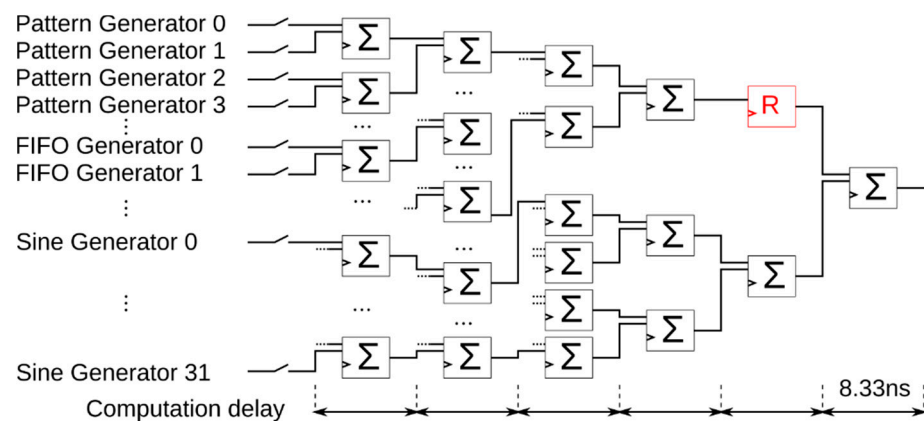 Pattern Generator 0
Pattern Generator 1
Pattern Generator 2
Pattern Generator 3
⋮
FIFO Generator 0
FIFO Generator 1
⋮
Sine Generator 0
⋮
Sine Generator 31
Σ
Σ
...
Σ
...
Σ
...
Σ
Σ
...
Σ
...
Σ
...
Σ
...
Σ
Σ
Σ
Σ
Σ
Σ
Σ
Σ
Σ
Σ
Σ
R
Σ
Σ
8.33ns
Computation delay